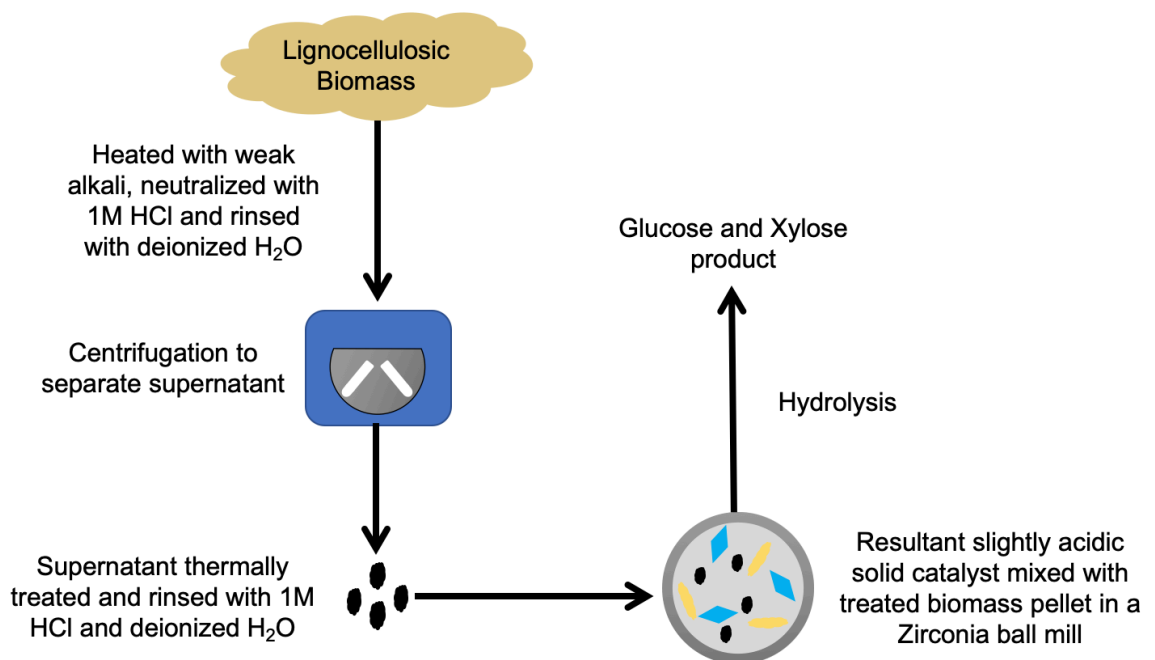 Lignocellulosic
Biomass
Heated with weak
alkali, neutralized with
1M HCl and rinsed
with deionized H₂O
Centrifugation to
separate supernatant
Supernatant thermally
treated and rinsed with 1M
HCl and deionized H₂O
Glucose and Xylose
product
Hydrolysis
Resultant slightly acidic
solid catalyst mixed with
treated biomass pellet in a
Zirconia ball mill